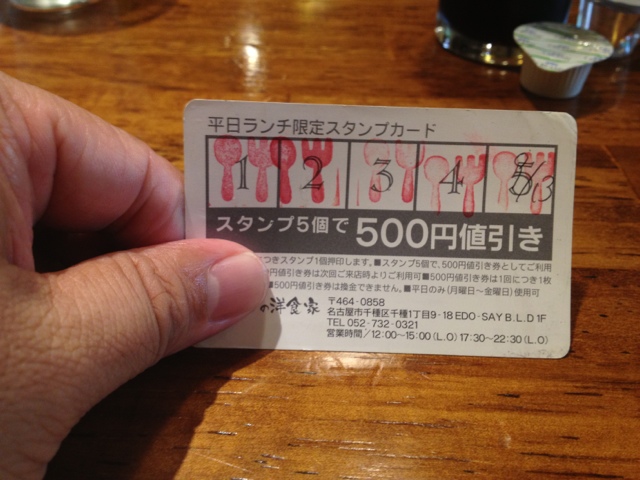 平日ランチ限定スタンプカード
1 2 3 4 5
スタンプ5個で 500円値引き
につきスタンプ1個押印します。■スタンプ5個で、500円値引き券としてご利用
円値引き券は次回ご来店時よりご利用可■500円値引き券は1回につき1枚
■500円値引き券は換金できません。■平日のみ(月曜日~金曜日)使用可
の洋食家
〒464-0858
名古屋市千種区千種1丁目9-18 EDO・SAY B.L.D 1F
TEL 052-732-0321
営業時間/12:00~15:00(L.O) 17:30~22:30(L.O)